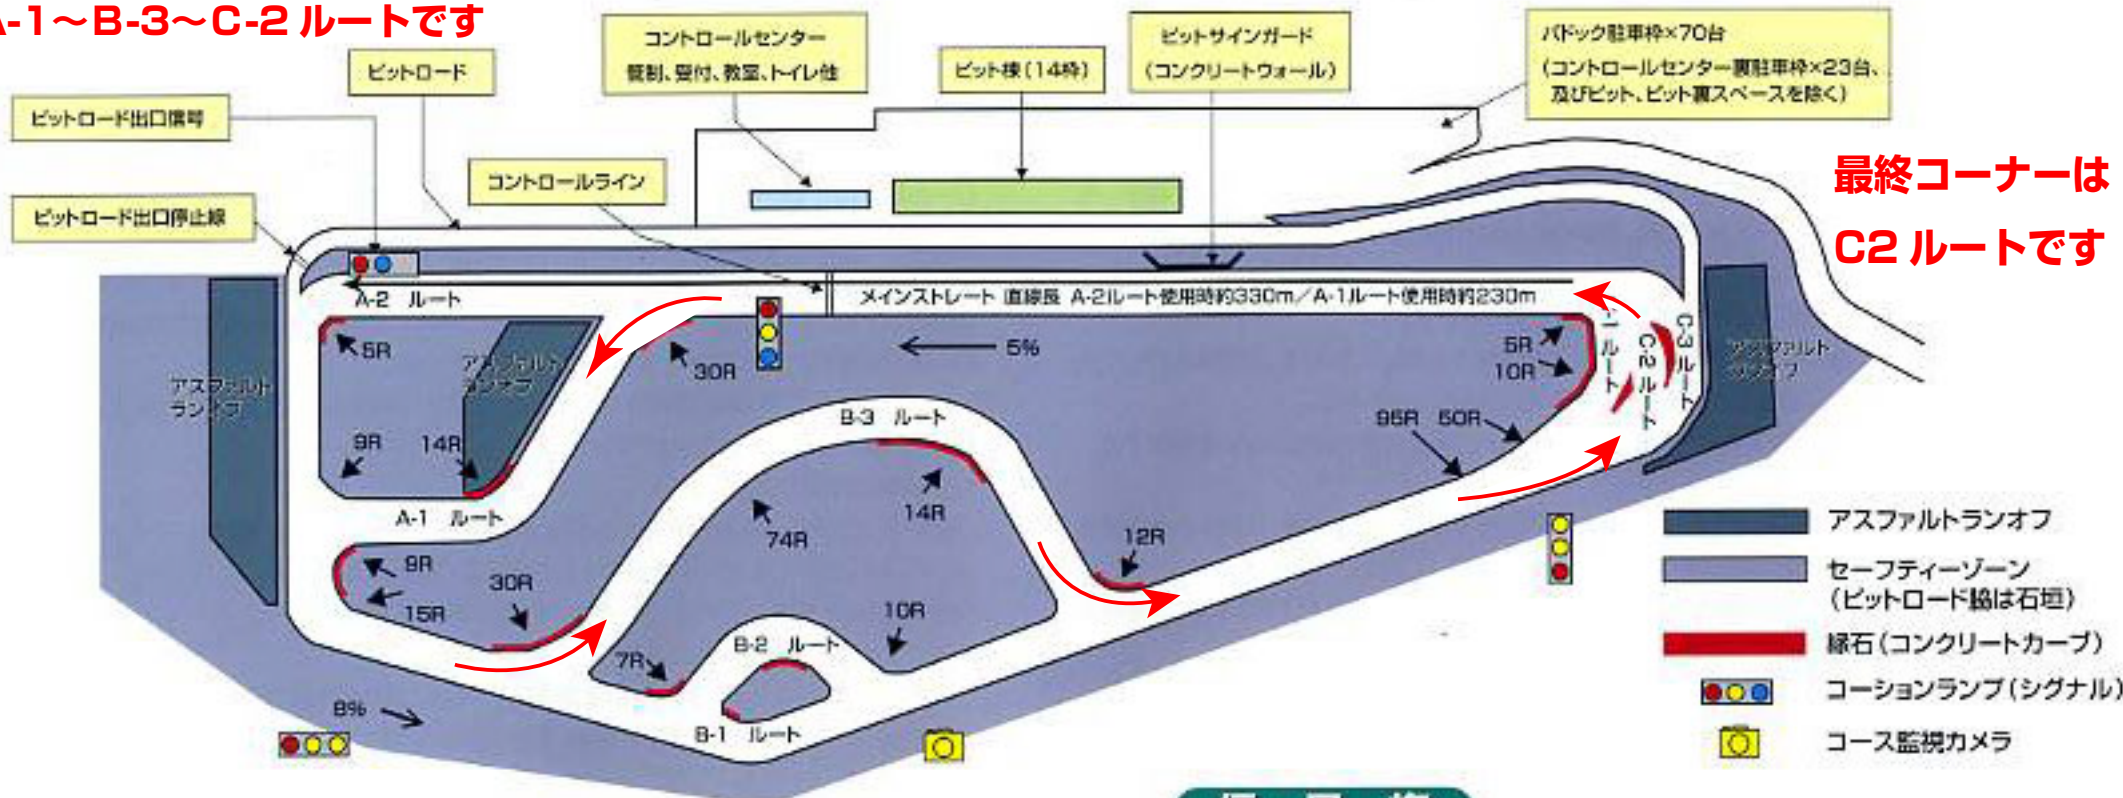 A-1～B-3～C-2 ルートです
ピットロード
コントロールセンター
管制、受付、教室、トイレ他
ピット棟(14枠)
ピットサインガード
(コンクリートウォール)
パドック駐車枠×70台
(コントロールセンター裏駐車枠×23台、
及びピット、ピット裏スペースを除く)
ピットロード出口信号
コントロールライン
ピットロード出口停止線
最終コーナーは
C2 ルートです
A-2 ルート
メインストレート 直線長 A-2ルート使用時約330m／A-1ルート使用時約230m
5R
アスファルト
ランオフ
アスファルト
ランオフ
30R
5%
5R
10R
-1 ルート
C-2 ルート
C-3 ルート
アスファルト
ランオフ
9R
14R
B-3 ルート
95R
50R
A-1 ルート
74R
14R
12R
9R
15R
30R
10R
B-2 ルート
7R
B-1 ルート
8%
アスファルトランオフ
セーフティーゾーン
(ピットロード脇は石垣)
縁石(コンクリートカーブ)
コーションランプ(シグナル)
コース監視カメラ